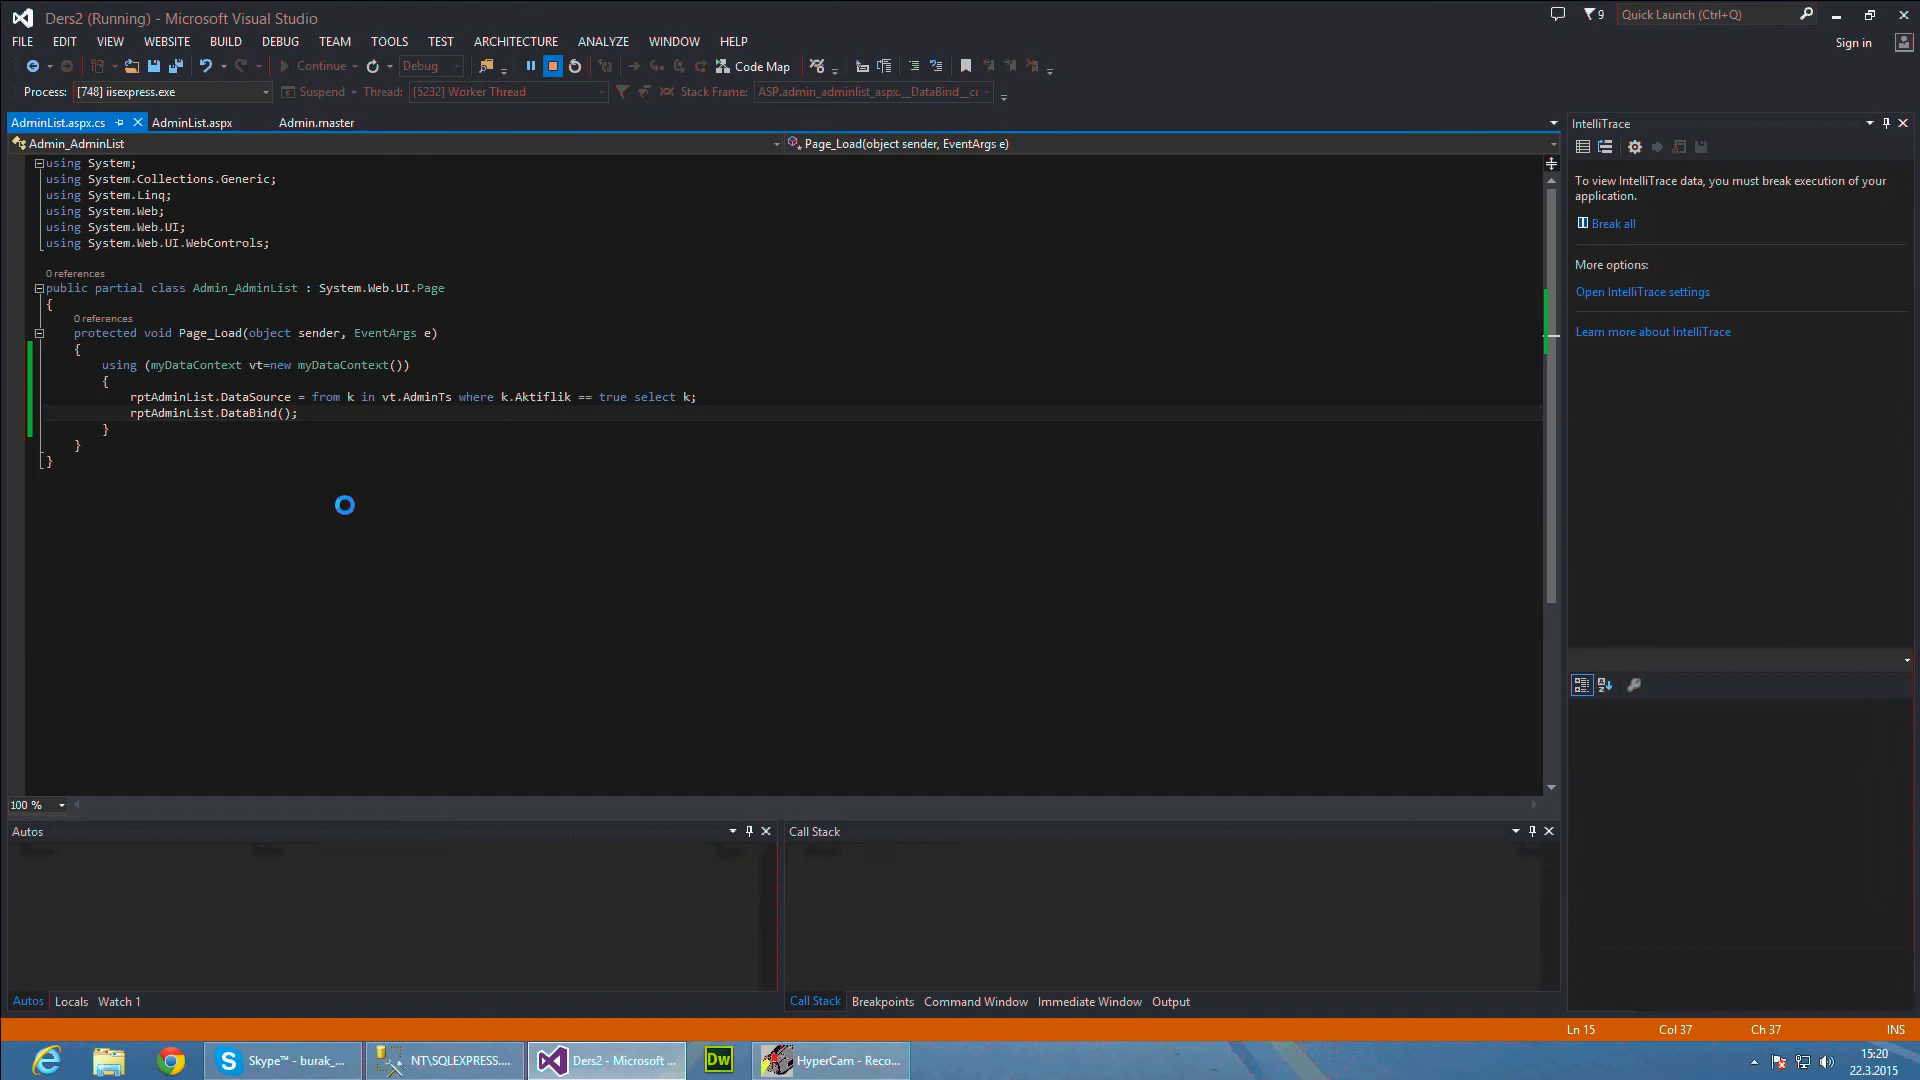 Ders2 (Running) - Microsoft Visual Studio
9
Quick Launch (Ctrl+Q)
FILE EDIT VIEW WEBSITE BUILD DEBUG TEAM TOOLS TEST ARCHITECTURE ANALYZE WINDOW HELP
Sign in
Continue Debug Code Map
Process: [748] iisexpress.exe Suspend Thread: [5232] Worker Thread Stack Frame: ASP.admin_adminlist_aspx.__DataBind__cc
AdminList.aspx.cs AdminList.aspx Admin.master
Admin_AdminList Page_Load(object sender, EventArgs e)
using System;
using System.Collections.Generic;
using System.Linq;
using System.Web;
using System.Web.UI;
using System.Web.UI.WebControls;
0 references
public partial class Admin_AdminList : System.Web.UI.Page
{
0 references
protected void Page_Load(object sender, EventArgs e)
{
using (myDataContext vt=new myDataContext())
{
rptAdminList.DataSource = from k in vt.AdminTs where k.Aktiflik == true select k;
rptAdminList.DataBind();
}
}
}
100 %
IntelliTrace
To view IntelliTrace data, you must break execution of your
application.
Break all
More options:
Open IntelliTrace settings
Learn more about IntelliTrace
Autos
Call Stack
Autos Locals Watch 1
Call Stack Breakpoints Command Window Immediate Window Output
Ln 15 Col 37 Ch 37 INS
Skype™ - burak_... NT\SQLEXPRESS.... Ders2 - Microsoft ... Dw HyperCam - Reco...
15:20
22.3.2015